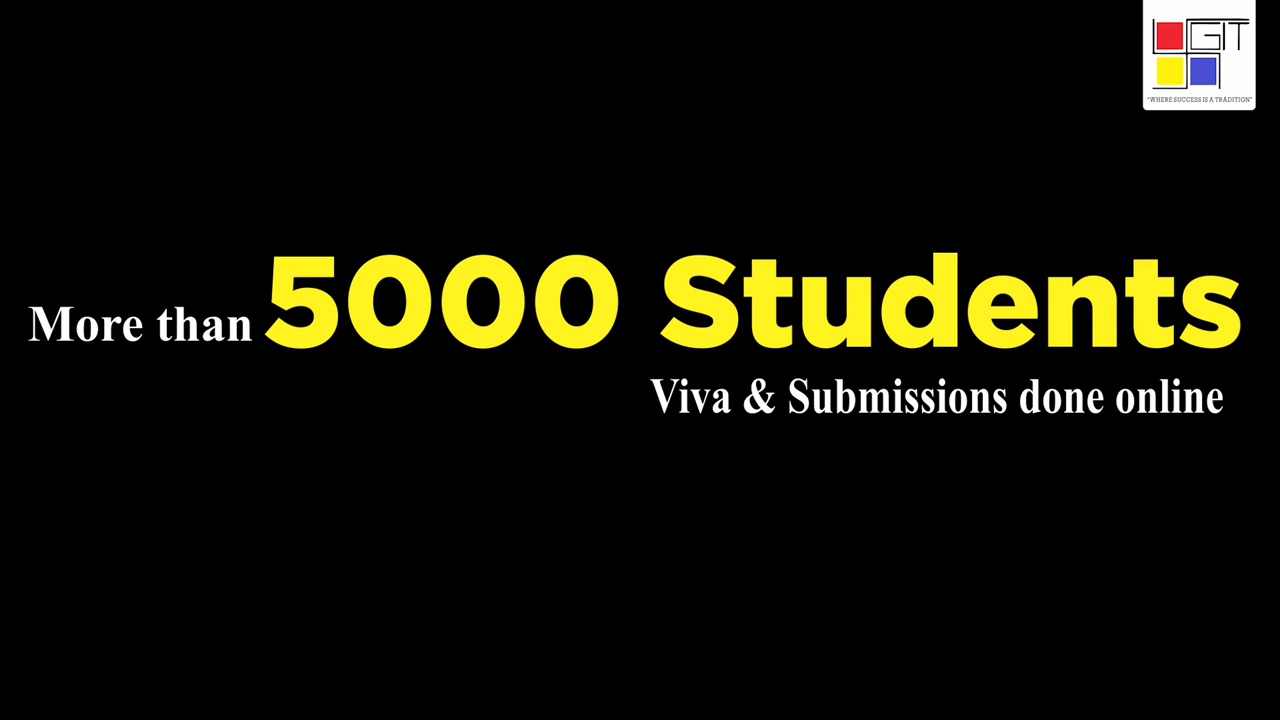 GIT
"WHERE SUCCESS IS A TRADITION"
More than 5000 Students
Viva & Submissions done online